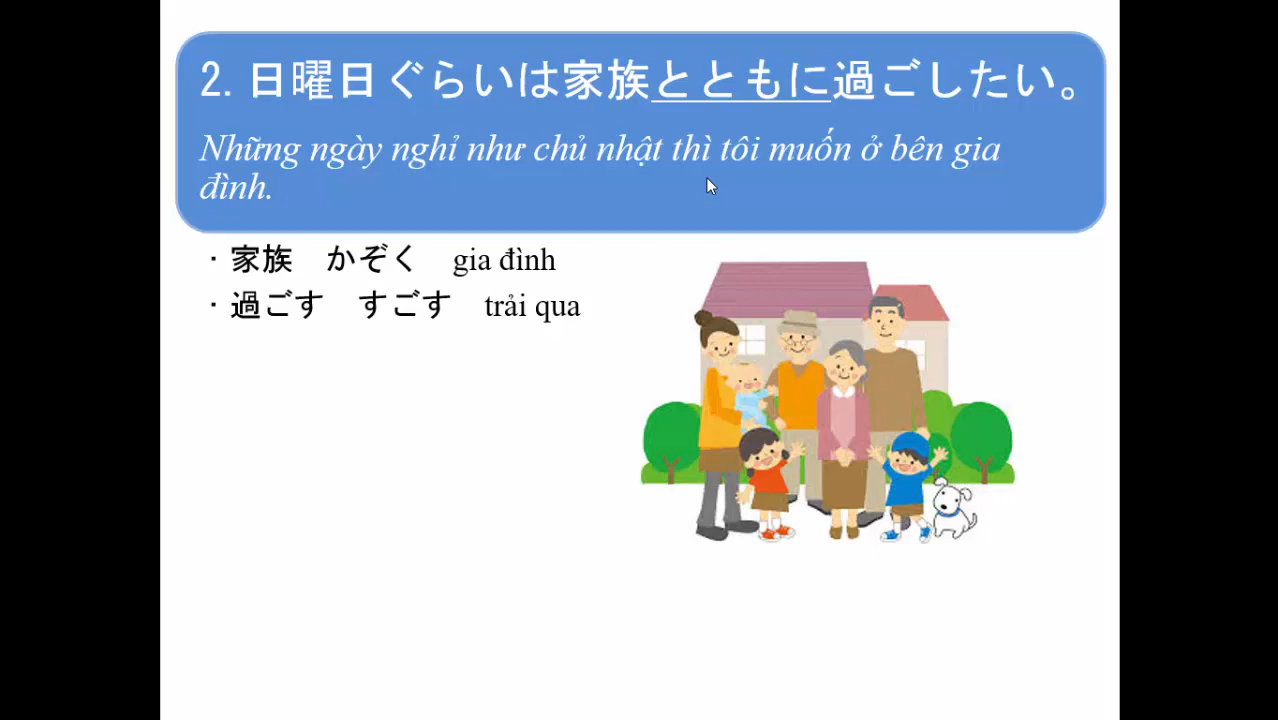 2. 日曜日ぐらいは家族とともに過ごしたい。
Những ngày nghỉ như chủ nhật thì tôi muốn ở bên gia
đình.
・家族　かぞく　gia đình
・過ごす　すごす　trải qua